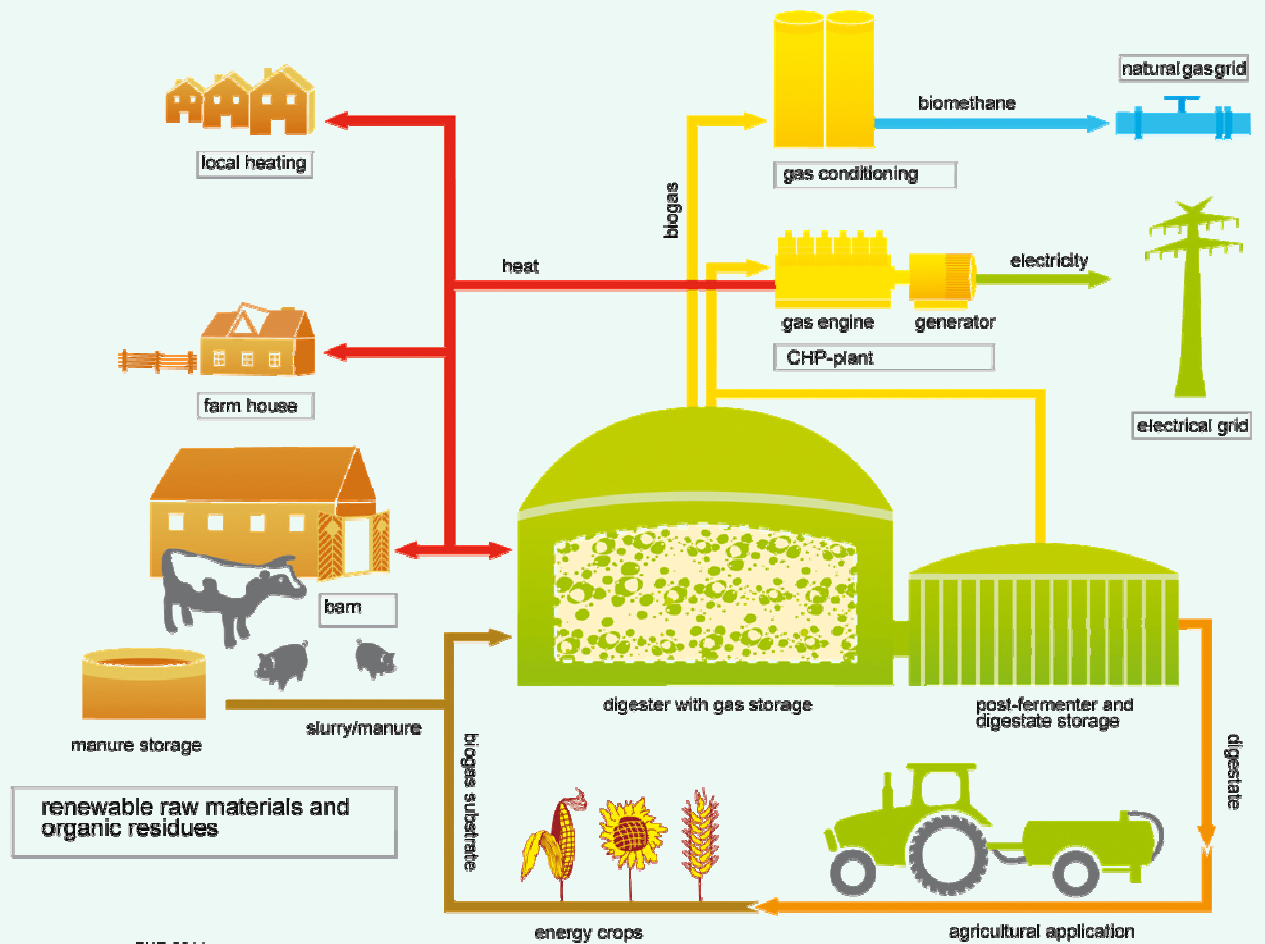 natural gas grid
biomethane
local heating
gas conditioning
biogas
heat
electricity
gas engine
generator
CHP-plant
farm house
electrical grid
barn
digester with gas storage
post-fermenter and
digestate storage
slurry/manure
manure storage
biogas substrate
digestate
renewable raw materials and
organic residues
energy crops
agricultural application